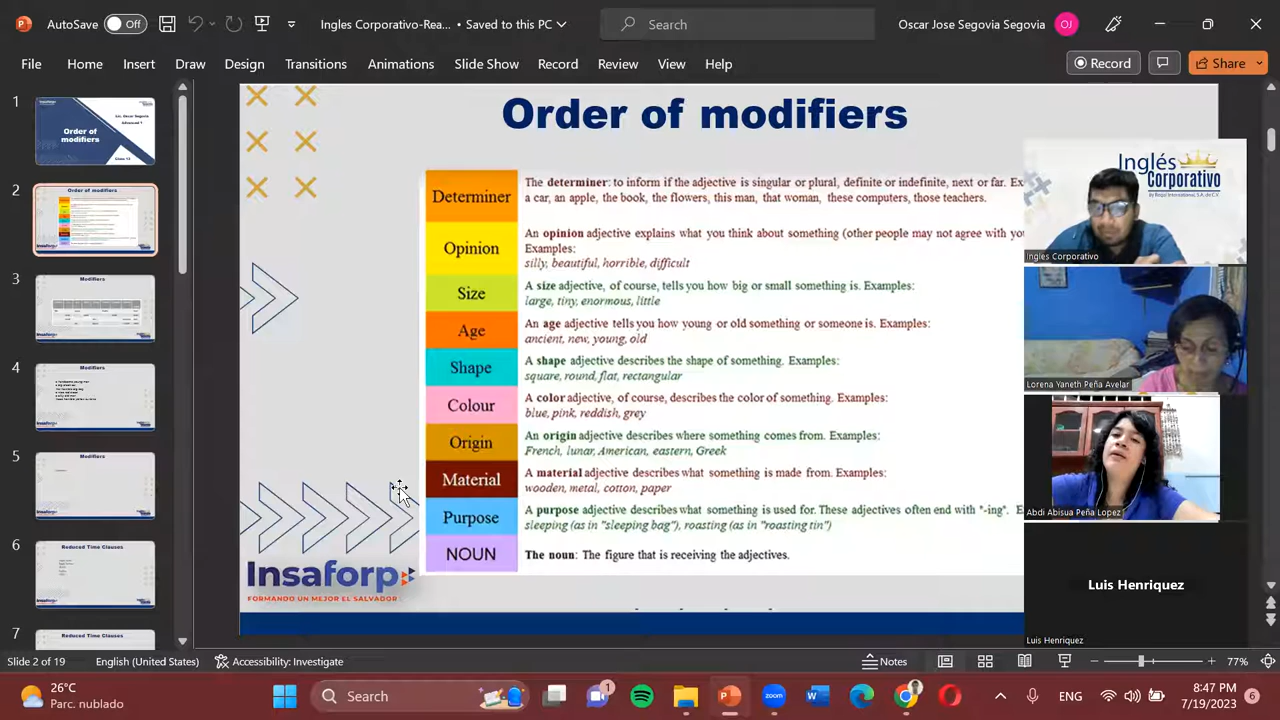 AutoSave Off Ingles Corporativo-Rea... • Saved to this PC Search Oscar Jose Segovia Segovia OJ
File Home Insert Draw Design Transitions Animations Slide Show Record Review View Help Record Share
1
Order of
modifiers
2
Order of modifiers
3
Modifiers
4
Modifiers
5
Modifiers
6
Reduced Time Clauses
7
Reduced Time Clauses
Order of modifiers
Determiner
The determiner: to inform if the adjective is singular or plural, definite or indefinite, next or far. Ex
a car, an apple, the book, the flowers, this man, that woman, these computers, those teachers.
Opinion
An opinion adjective explains what you think about something (other people may not agree with you
Examples:
silly, beautiful, horrible, difficult
Size
A size adjective, of course, tells you how big or small something is. Examples:
large, tiny, enormous, little
Age
An age adjective tells you how young or old something or someone is. Examples:
ancient, new, young, old
Shape
A shape adjective describes the shape of something. Examples:
square, round, flat, rectangular
Colour
A color adjective, of course, describes the color of something. Examples:
blue, pink, reddish, grey
Origin
An origin adjective describes where something comes from. Examples:
French, lunar, American, eastern, Greek
Material
A material adjective describes what something is made from. Examples:
wooden, metal, cotton, paper
Purpose
A purpose adjective describes what something is used for. These adjectives often end with "-ing". E
sleeping (as in "sleeping bag"), roasting (as in "roasting tin")
NOUN
The noun: The figure that is receiving the adjectives.
Insaforp
FORMANDO UN MEJOR EL SALVADOR
Inglés
Corporativo
Ingles Corporativo
Lorena Yaneth Peña Avelar
Abdi Abisua Peña Lopez
Luis Henriquez
Luis Henriquez
Slide 2 of 19 English (United States) Accessibility: Investigate Notes 77%
26°C
Parc. nublado
Search
1
zoom
ENG
8:47 PM
7/19/2023
6